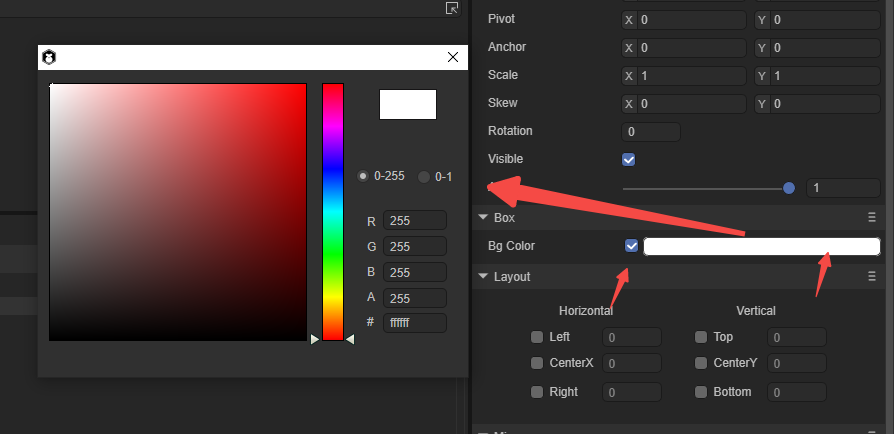 Pivot X 0 Y 0
Anchor X 0 Y 0
Scale X 1 Y 1
Skew X 0 Y 0
Rotation 0
Visible
1
Box
Bg Color
Layout
Horizontal Vertical
Left 0 Top 0
CenterX 0 CenterY 0
Right 0 Bottom 0
0-255 0-1
R 255
G 255
B 255
A 255
# ffffff